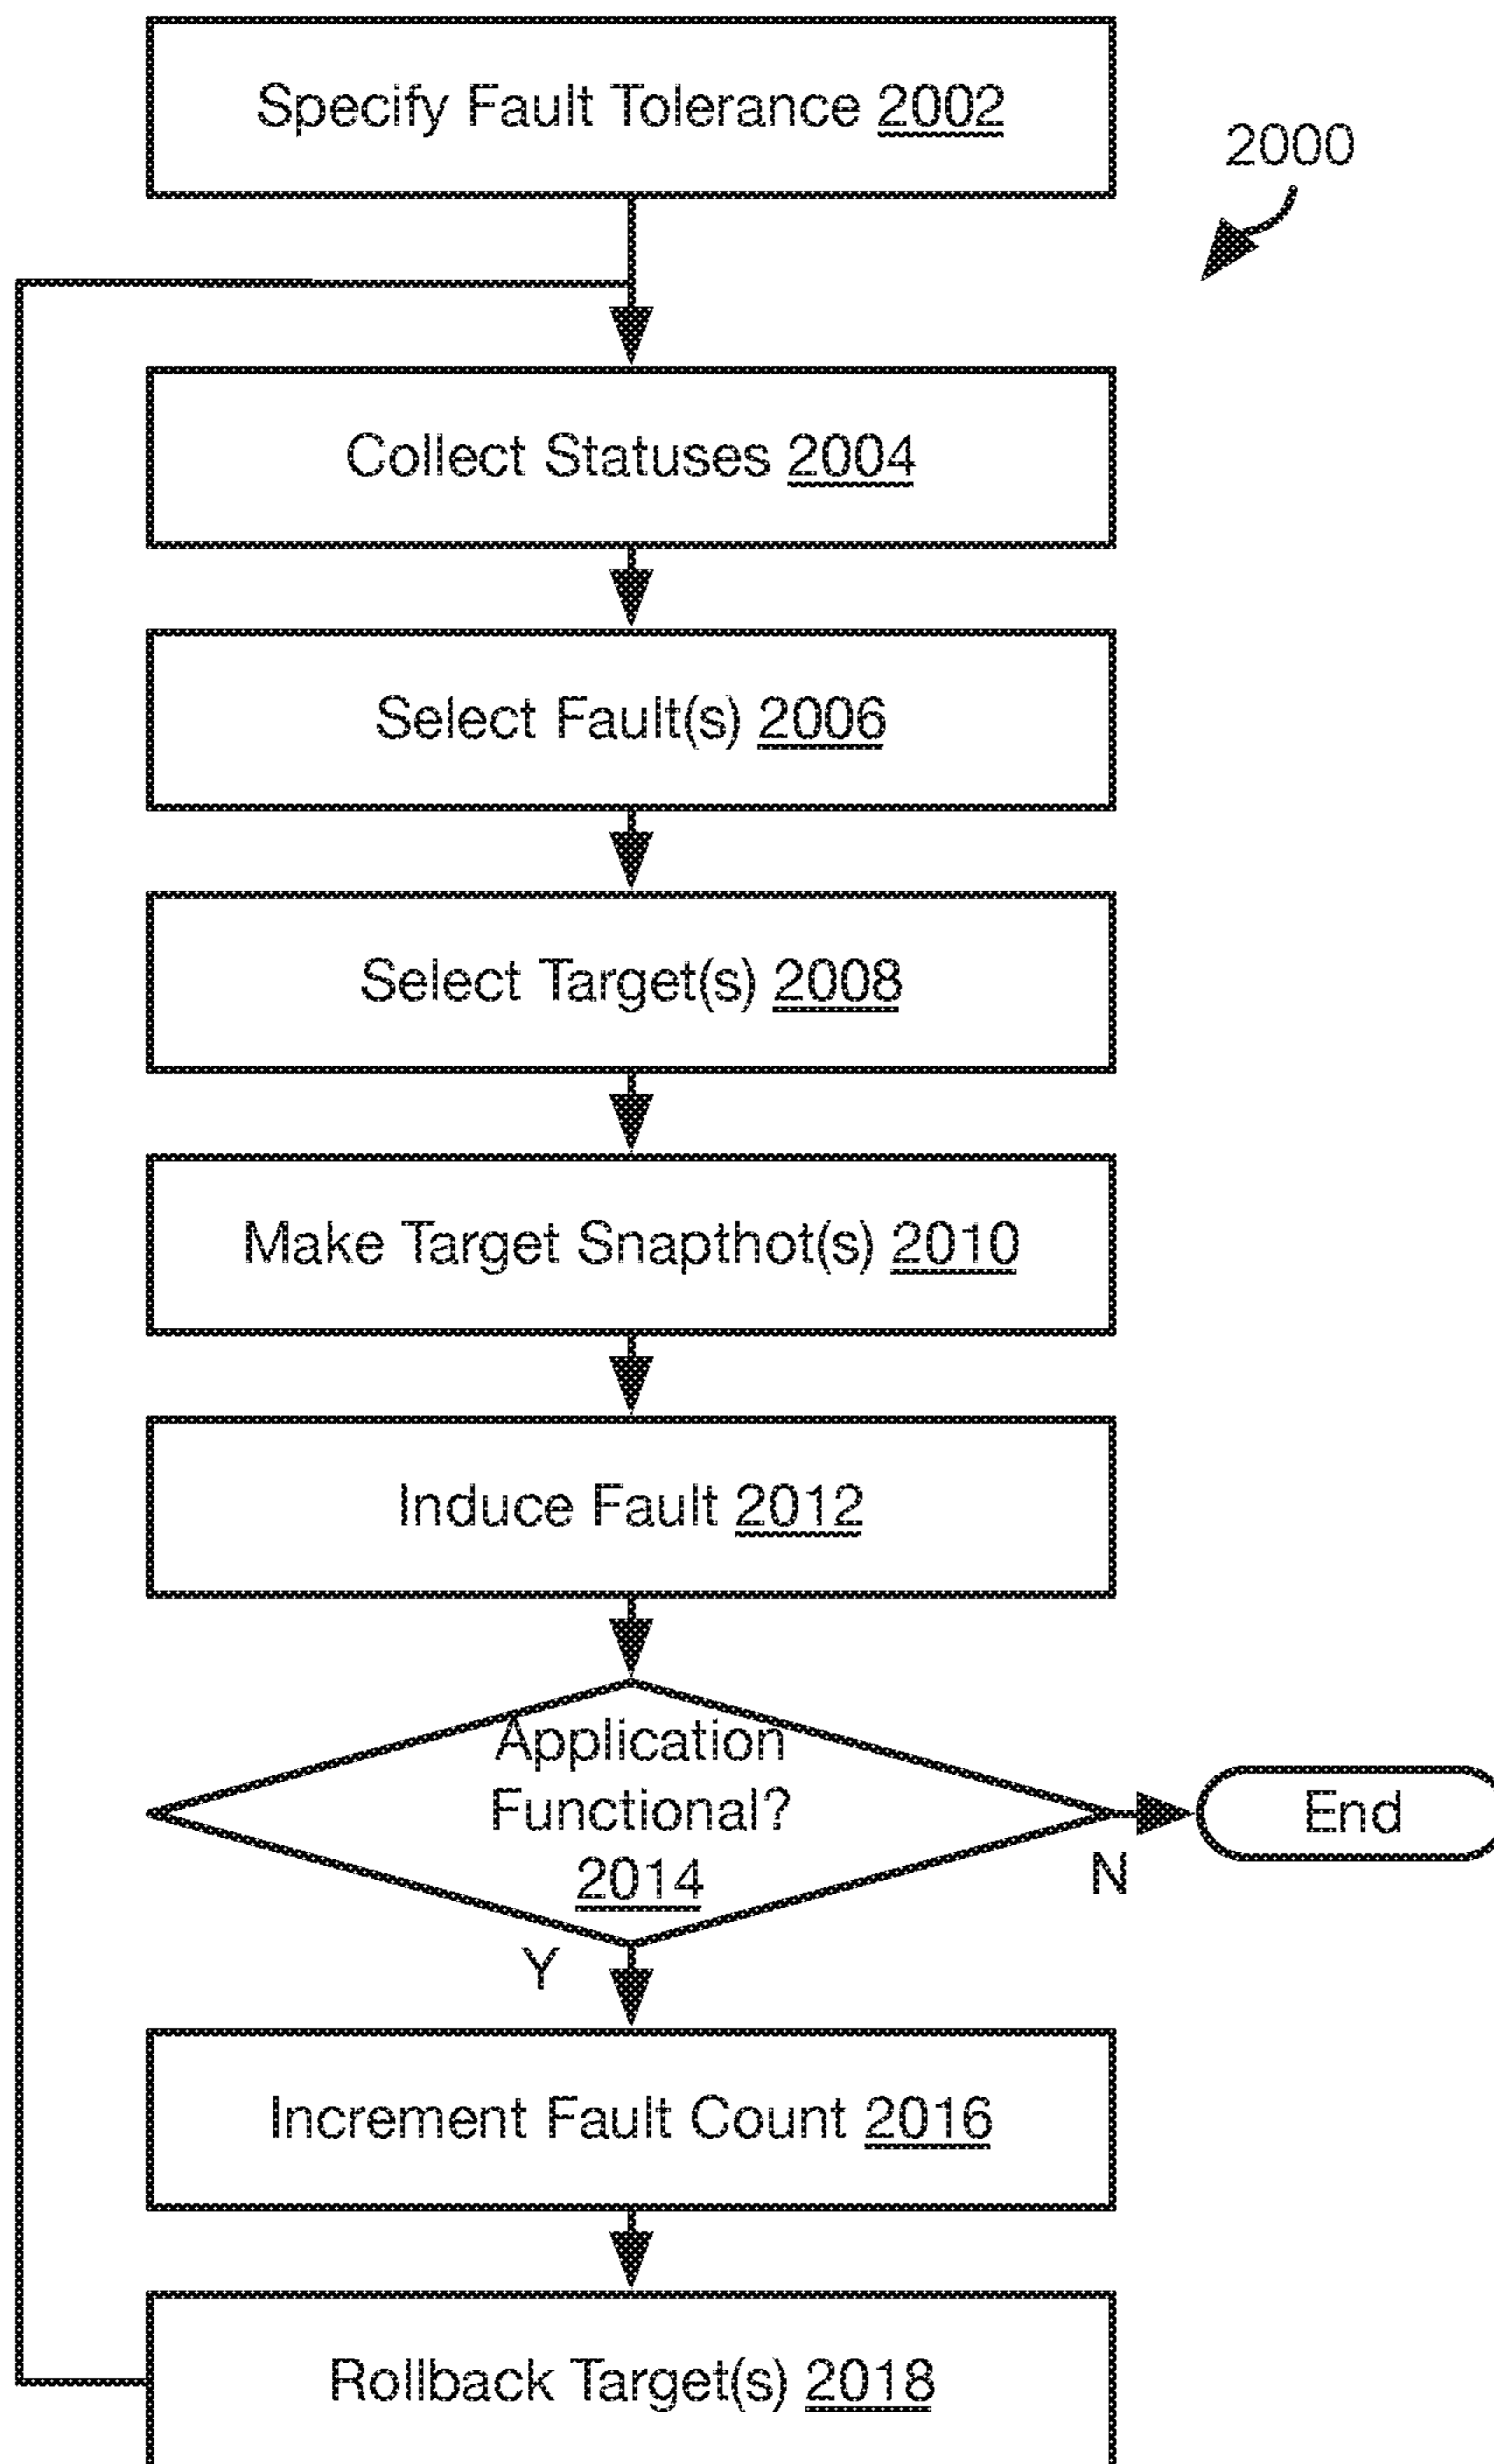 Specify Fault Tolerance 2002
2000
Collect Statuses 2004
Select Fault(s) 2006
Select Target(s) 2008
Make Target Snapthot(s) 2010
Induce Fault 2012
Application
Functional?
2014
End
N
Y
Increment Fault Count 2016
Rollback Target(s) 2018